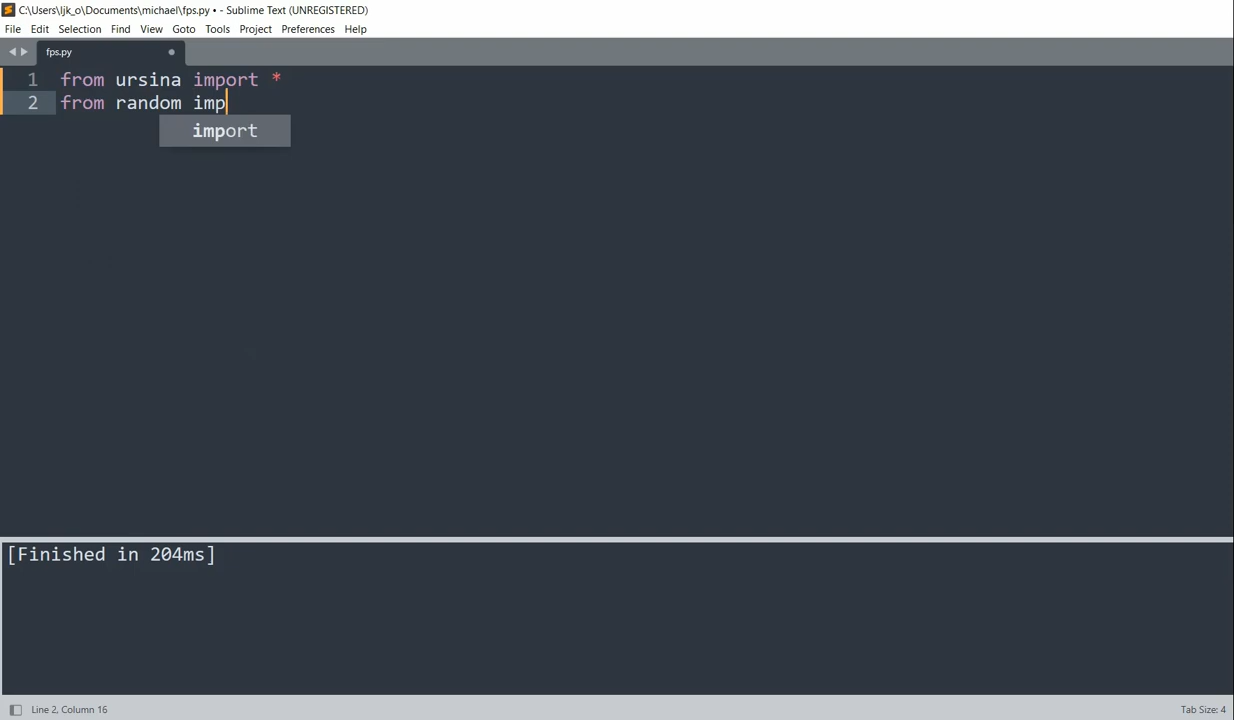 C:\Users\ljk_o\Documents\michael\fps.py • - Sublime Text (UNREGISTERED)
File Edit Selection Find View Goto Tools Project Preferences Help
fps.py
1 from ursina import *
2 from random imp
import
[Finished in 204ms]
Line 2, Column 16
Tab Size: 4